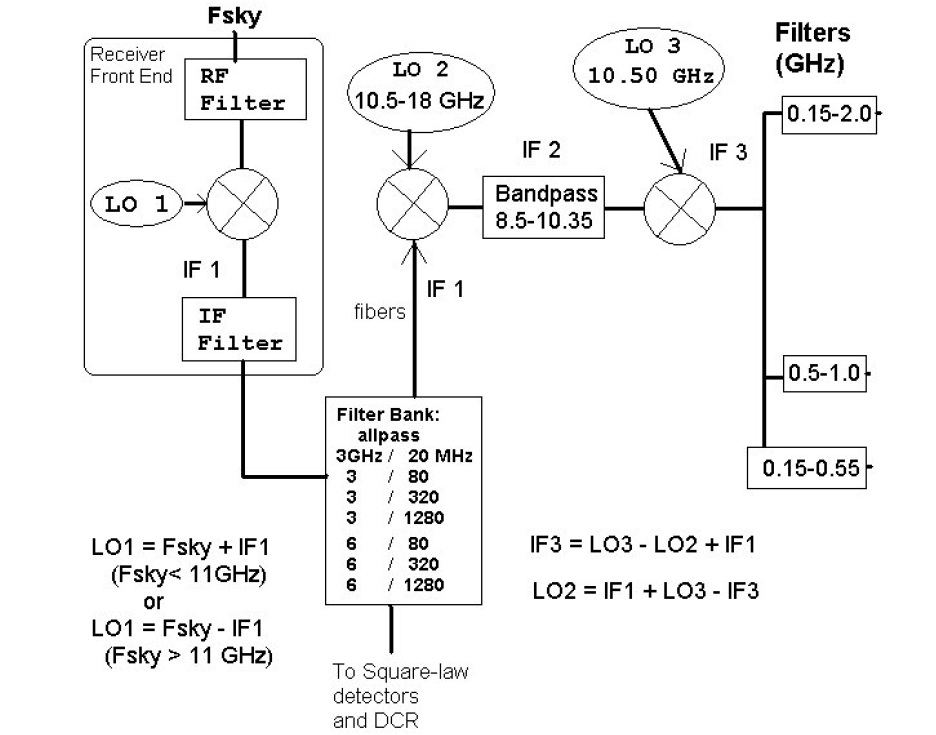 Fsky
Receiver
Front End
RF
Filter
LO 1
IF 1
IF
Filter
LO 2
10.5-18 GHz
IF 2
Bandpass
8.5-10.35
LO 3
10.50 GHz
IF 3
Filters
(GHz)
0.15-2.0
0.5-1.0
0.15-0.55
IF 1
fibers
Filter Bank:
allpass
3GHz / 20 MHz
3 / 80
3 / 320
3 / 1280
6 / 80
6 / 320
6 / 1280
To Square-law
detectors
and DCR
LO1 = Fsky + IF1
(Fsky< 11GHz)
or
LO1 = Fsky - IF1
(Fsky > 11 GHz)
IF3 = LO3 - LO2 + IF1
LO2 = IF1 + LO3 - IF3